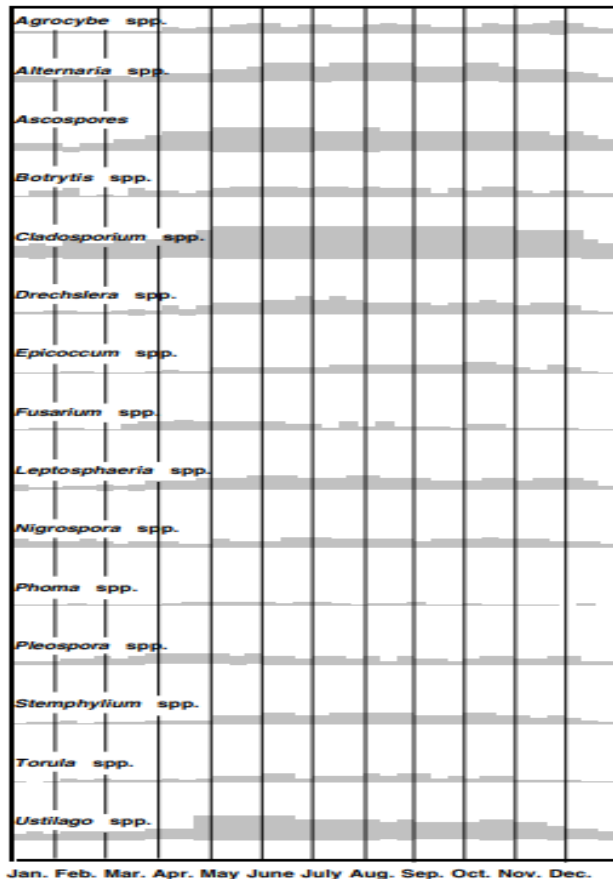 Agrocybe spp.
Alternaria spp.
Ascospores
Botrytis spp.
Cladosporium spp.
Drechslera spp.
Epicoccum spp.
Fusarium spp.
Leptosphaeria spp.
Nigrospora spp.
Phoma spp.
Pleospora spp.
Stemphylium spp.
Torula spp.
Ustilago spp.
Jan. Feb. Mar. Apr. May June July Aug. Sep. Oct. Nov. Dec.